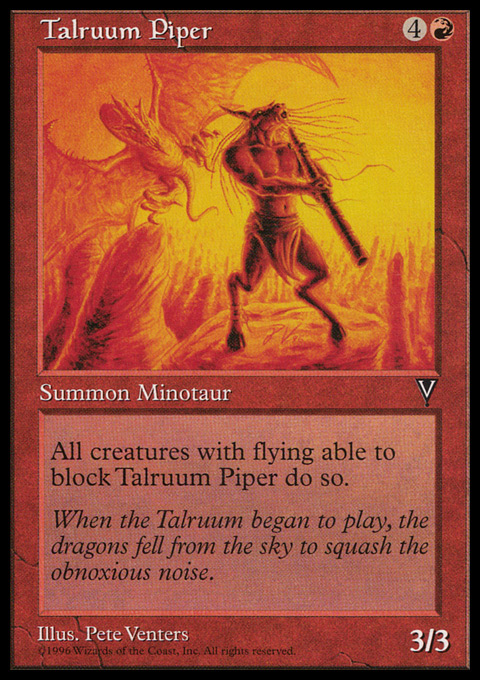 Talruum Piper 4
Summon Minotaur
All creatures with flying able to
block Talruum Piper do so.
When the Talruum began to play, the
dragons fell from the sky to squash the
obnoxious noise.
Illus. Pete Venters
©1996 Wizards of the Coast, Inc. All rights reserved.
3/3